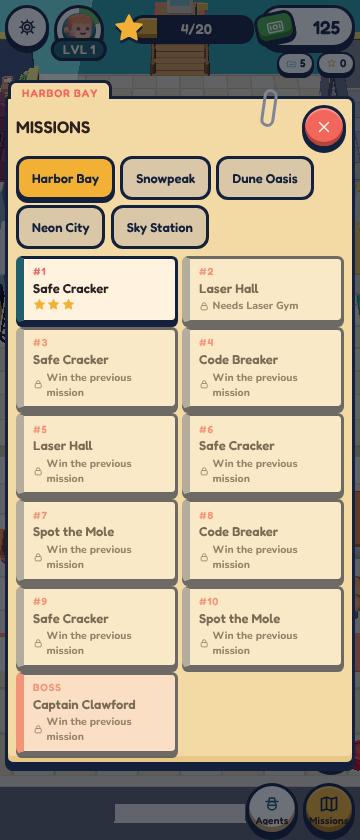 LVL 1
4/20
125
5
0
HARBOR BAY
MISSIONS
Harbor Bay
Snowpeak
Dune Oasis
Neon City
Sky Station
#1
Safe Cracker
#2
Laser Hall
Needs Laser Gym
#3
Safe Cracker
Win the previous
mission
#4
Code Breaker
Win the previous
mission
#5
Laser Hall
Win the previous
mission
#6
Safe Cracker
Win the previous
mission
#7
Spot the Mole
Win the previous
mission
#8
Code Breaker
Win the previous
mission
#9
Safe Cracker
Win the previous
mission
#10
Spot the Mole
Win the previous
mission
BOSS
Captain Clawford
Win the previous
mission
Agents
Missions